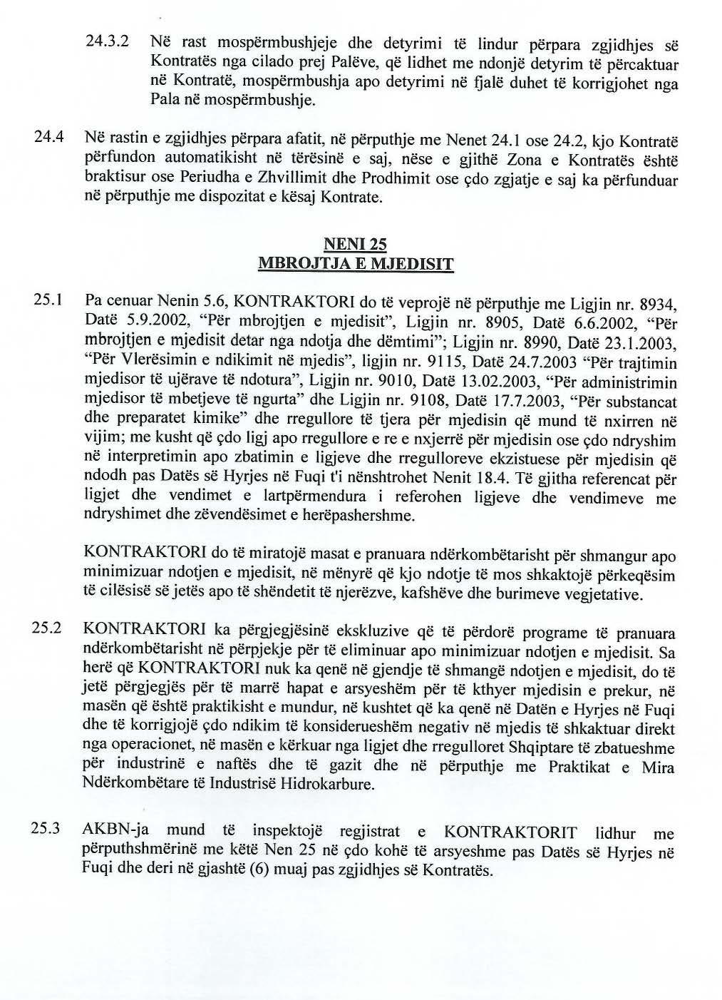 24.3.2 Në rast mospërmbushjeje dhe detyrimi të lindur përpara zgjidhjes së
Kontratës nga cilado prej Palëve, që lidhet me ndonjë detyrim të përcaktuar
në Kontratë, mospërmbushja apo detyrimi në fjalë duhet të korrigjohet nga
Pala në mospërmbushje.
24.4 Në rastin e zgjidhjes përpara afatit, në përputhje me Nenet 24.1 ose 24.2, kjo Kontratë
përfundon automatikisht në tërësinë e saj, nëse e gjithë Zona e Kontratës është
braktisur ose Periudha e Zhvillimit dhe Prodhimit ose çdo zgjatje e saj ka përfunduar
në përputhje me dispozitat e kësaj Kontrate.
NENI 25
MBROJTJA E MJEDISIT
25.1 Pa cenuar Nenin 5.6, KONTRAKTORI do të veprojë në përputhje me Ligjin nr. 8934,
Datë 5.9.2002, “Për mbrojtjen e mjedisit”, Ligjin nr. 8905, Datë 6.6.2002, “Për
mbrojtjen e mjedisit detar nga ndotja dhe dëmtimi”; Ligjin nr. 8990, Datë 23.1.2003,
“Për Vlerësimin e ndikimit në mjedis”, ligjin nr. 9115, Datë 24.7.2003 “Për trajtimin
mjedisor të ujërave të ndotura”, Ligjin nr. 9010, Datë 13.02.2003, “Për administrimin
mjedisor të mbetjeve të ngurta” dhe Ligjin nr. 9108, Datë 17.7.2003, “Për substancat
dhe preparatet kimike” dhe rregullore të tjera për mjedisin që mund të nxirren në
vijim; me kusht që çdo ligj apo rregullore e re e nxjerrë për mjedisin ose çdo ndryshim
në interpretimin apo zbatimin e ligjeve dhe rregulloreve ekzistuese për mjedisin që
ndodh pas Datës së Hyrjes në Fuqi t'i nënshtrohet Nenit 18.4. Të gjitha referencat për
ligjet dhe vendimet e lartpërmendura i referohen ligjeve dhe vendimeve me
ndryshimet dhe zëvendësimet e herëpashershme.
KONTRAKTORI do të miratojë masat e pranuara ndërkombëtarisht për shmangur apo
minimizuar ndotjen e mjedisit, në mënyrë që kjo ndotje të mos shkaktojë përkeqësim
të cilësisë së jetës apo të shëndetit të njerëzve, kafshëve dhe burimeve vegjetative.
25.2 KONTRAKTORI ka përgjegjësinë ekskluzive që të përdorë programe të pranuara
ndërkombëtarisht në përpjekje për të eliminuar apo minimizuar ndotjen e mjedisit. Sa
herë që KONTRAKTORI nuk ka qenë në gjendje të shmangë ndotjen e mjedisit, do të
jetë përgjegjës për të marrë hapat e arsyeshëm për të kthyer mjedisin e prekur, në
masën që është praktikisht e mundur, në kushtet që ka qenë në Datën e Hyrjes në Fuqi
dhe të korrigjojë çdo ndikim të konsiderueshëm negativ në mjedis të shkaktuar direkt
nga operacionet, në masën e kërkuar nga ligjet dhe rregulloret Shqiptare të zbatueshme
për industrinë e naftës dhe të gazit dhe në përputhje me Praktikat e Mira
Ndërkombëtare të Industrisë Hidrokarbure.
25.3 AKBN-ja mund të inspektojë regjistrat e KONTRAKTORIT lidhur me
përputhshmërinë me këtë Nen 25 në çdo kohë të arsyeshme pas Datës së Hyrjes në
Fuqi dhe deri në gjashtë (6) muaj pas zgjidhjes së Kontratës.